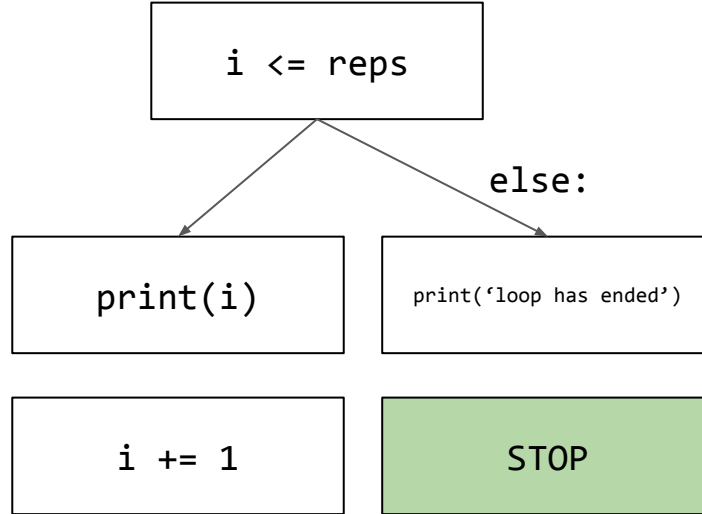 i <= reps
else:
print(i)
print(‘loop has ended’)
i += 1
STOP